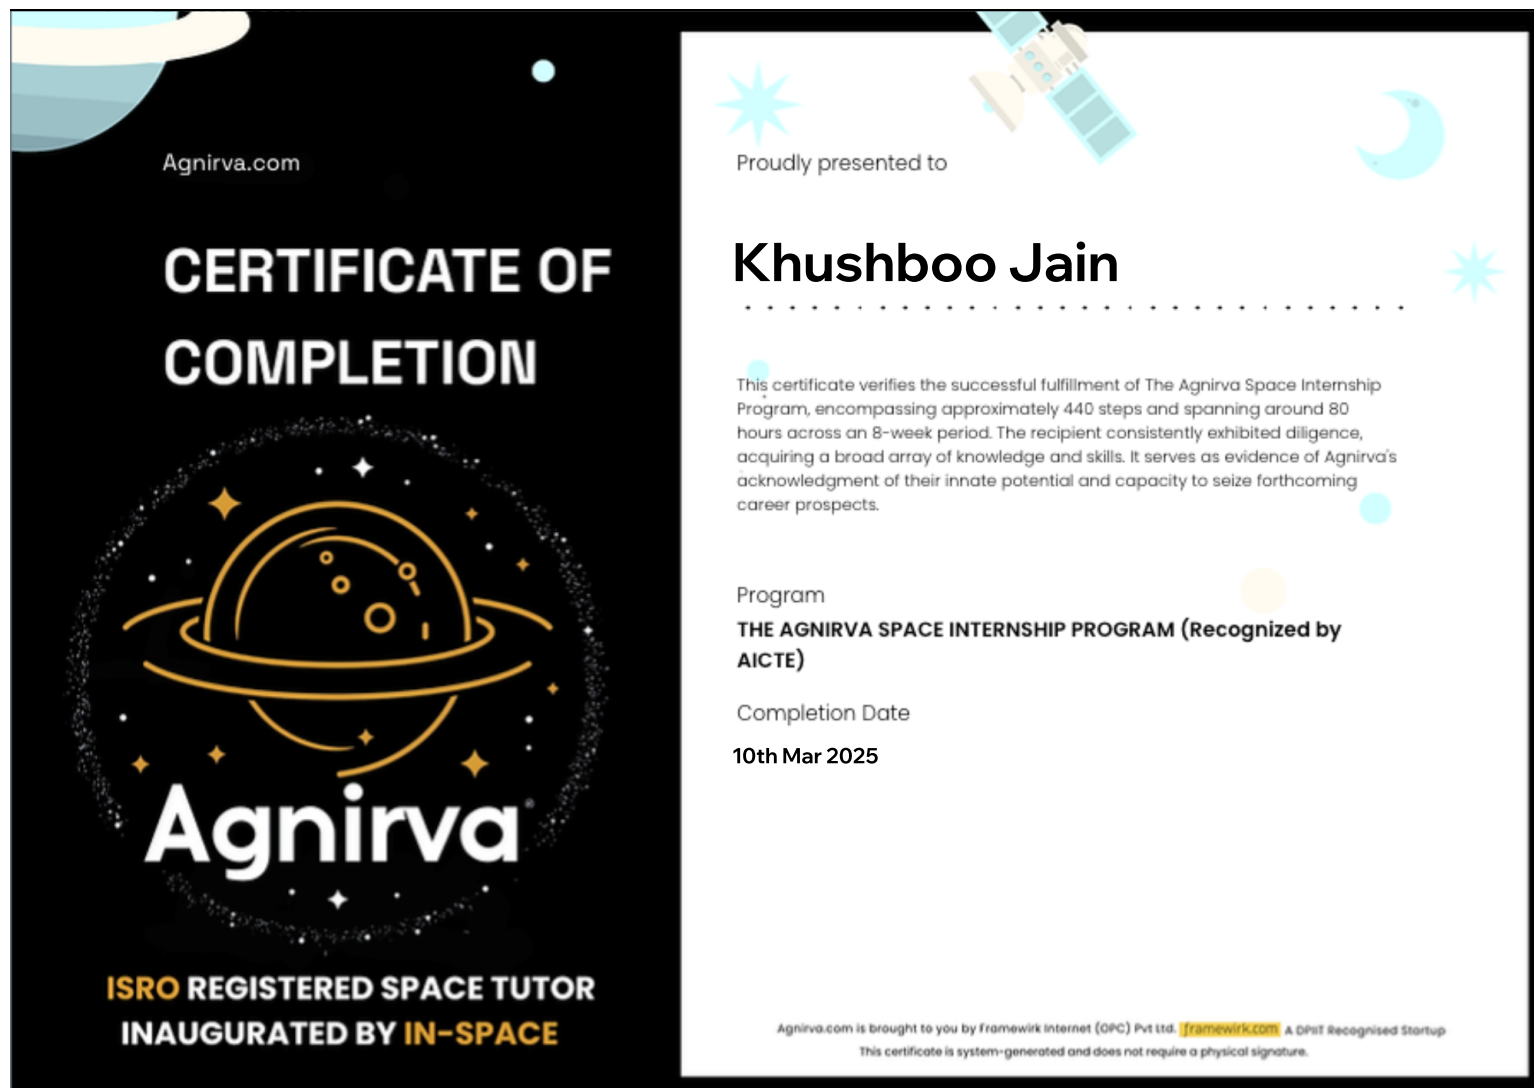 Agnirva.com
CERTIFICATE OF
COMPLETION
Agnirva®
ISRO REGISTERED SPACE TUTOR
INAUGURATED BY IN-SPACE
Proudly presented to
Khushboo Jain
This certificate verifies the successful fulfillment of The Agnirva Space Internship
Program, encompassing approximately 440 steps and spanning around 80
hours across an 8-week period. The recipient consistently exhibited diligence,
acquiring a broad array of knowledge and skills. It serves as evidence of Agnirva's
acknowledgment of their innate potential and capacity to seize forthcoming
career prospects.
Program
THE AGNIRVA SPACE INTERNSHIP PROGRAM (Recognized by
AICTE)
Completion Date
10th Mar 2025
Agnirva.com is brought to you by Framewirk Internet (OPC) Pvt Ltd. framewirk.com A DPIIT Recognised Startup
This certificate is system-generated and does not require a physical signature.